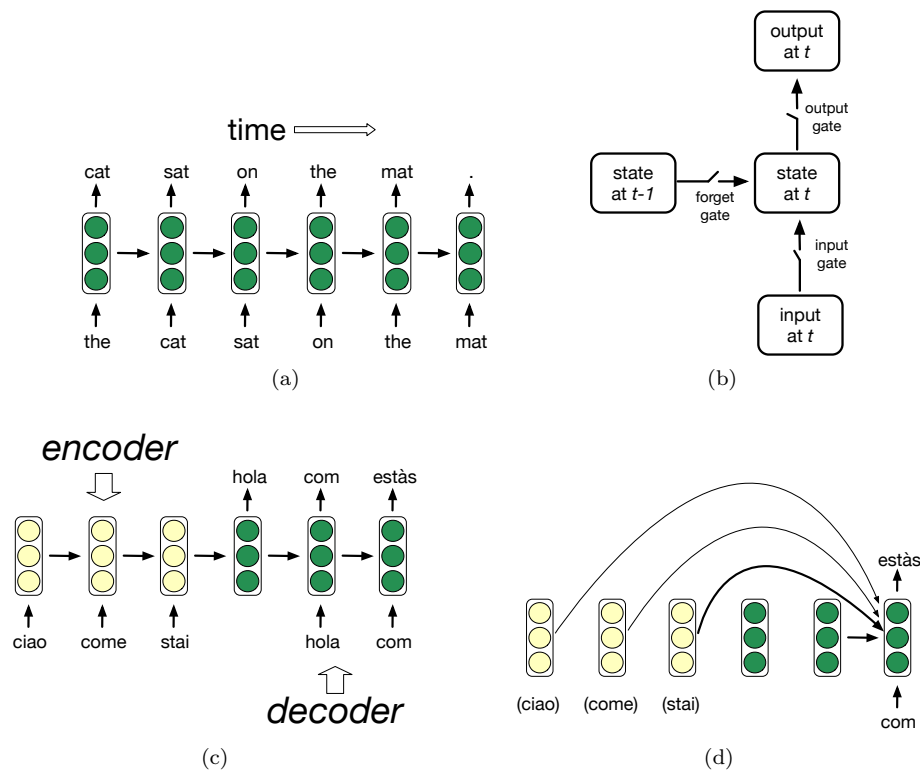 time
cat sat on the mat .
the cat sat on the mat
(a)
output
at t
output
gate
state
at t-1
forget
gate
state
at t
input
gate
input
at t
(b)
encoder
hola com estàs
ciao come stai hola com
decoder
(c)
estàs
(ciao) (come) (stai)
com
(d)